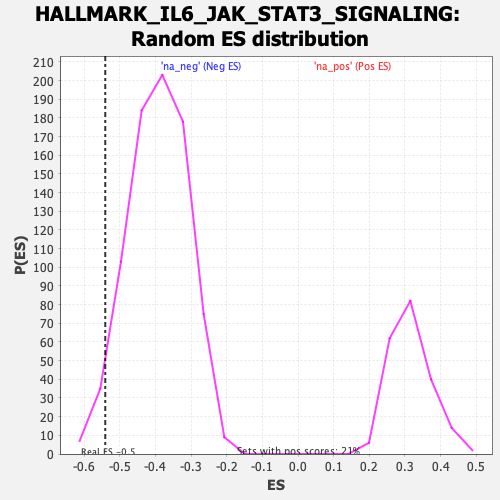 HALLMARK_IL6_JAK_STAT3_SIGNALING:
Random ES distribution
'na_neg' (Neg ES)
'na_pos' (Pos ES)
210
200
190
180
170
160
150
140
130
120
110
100
90
80
70
60
50
40
30
20
10
0
P(ES)
Real ES -0.5
Sets with pos scores: 21%
-0.6 -0.5 -0.4 -0.3 -0.2 -0.1 0.0 0.1 0.2 0.3 0.4 0.5
ES